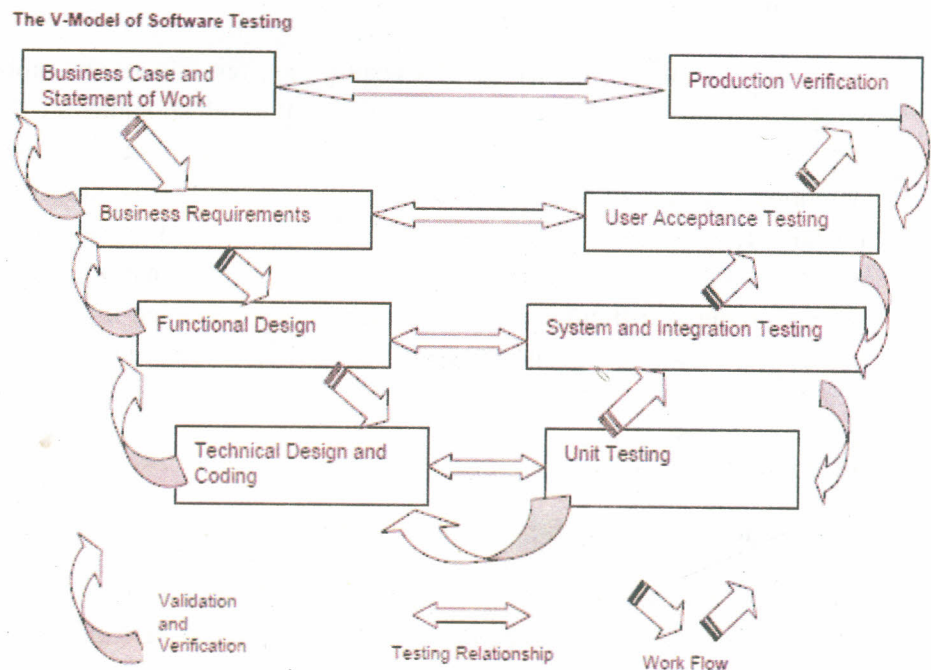 The V-Model of Software Testing
Business Case and
Statement of Work
Production Verification
Business Requirements
User Acceptance Testing
Functional Design
System and Integration Testing
Technical Design and
Coding
Unit Testing
Validation
and
Verification
Testing Relationship
Work Flow